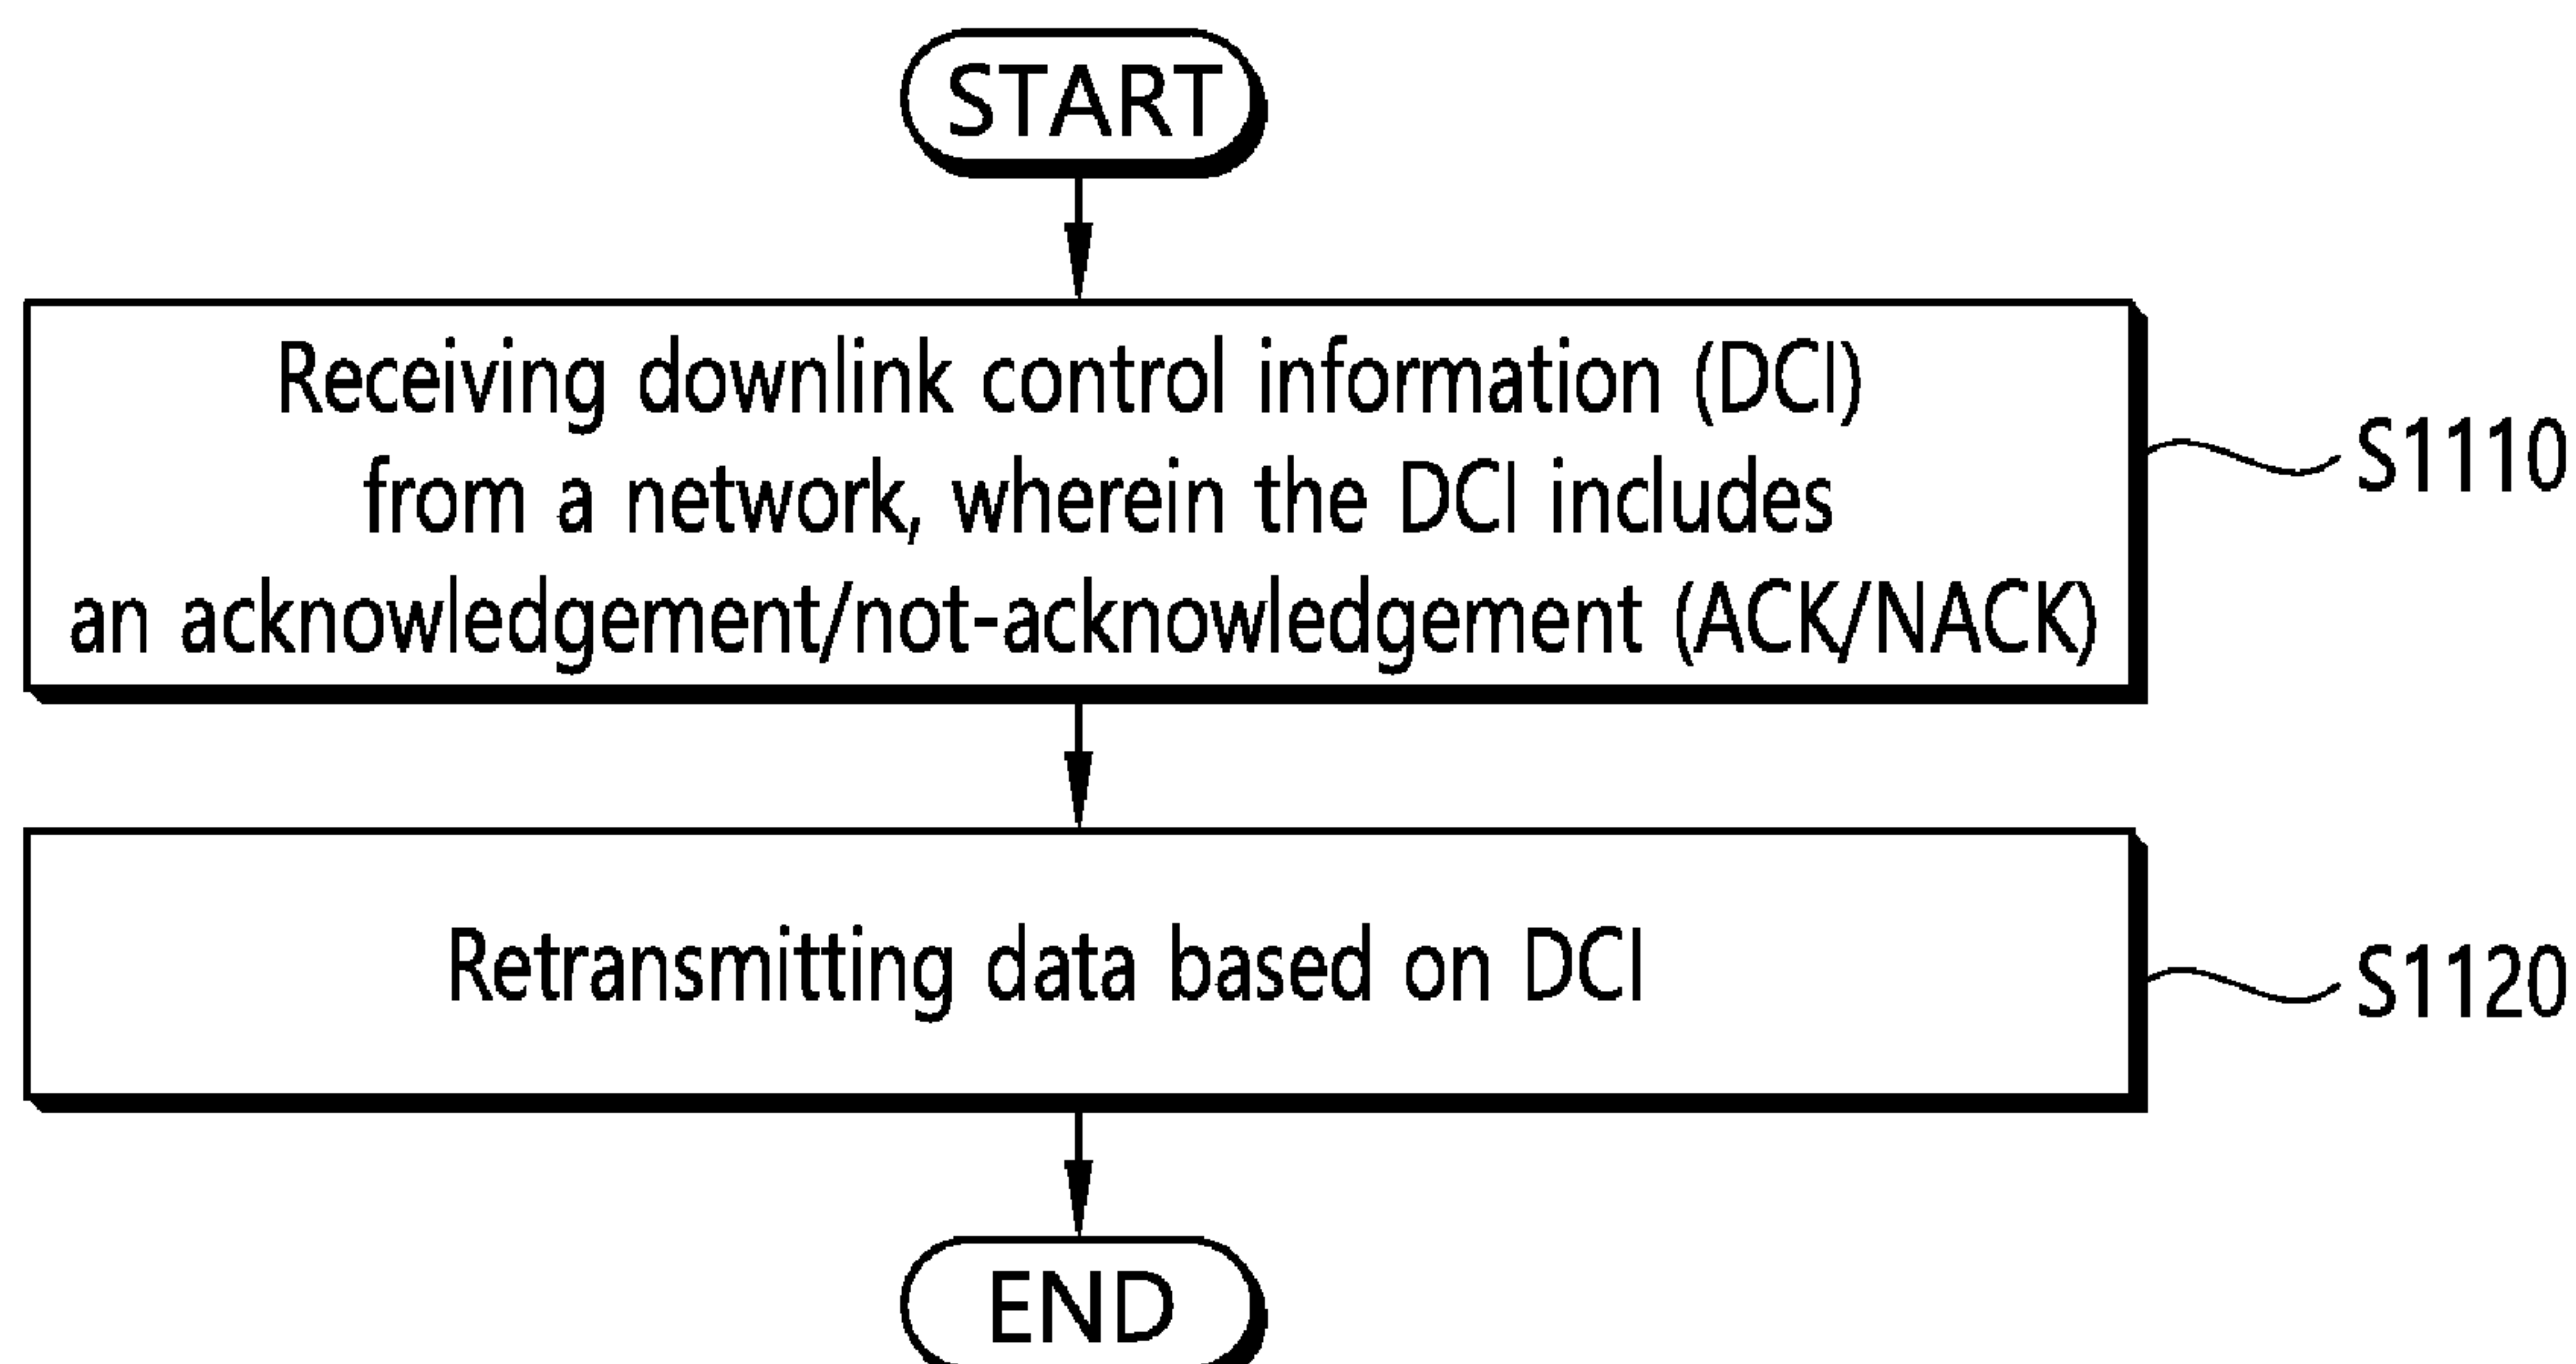 START
Receiving downlink control information (DCI)
from a network, wherein the DCI includes
an acknowledgement/not-acknowledgement (ACK/NACK)
S1110
Retransmitting data based on DCI
S1120
END